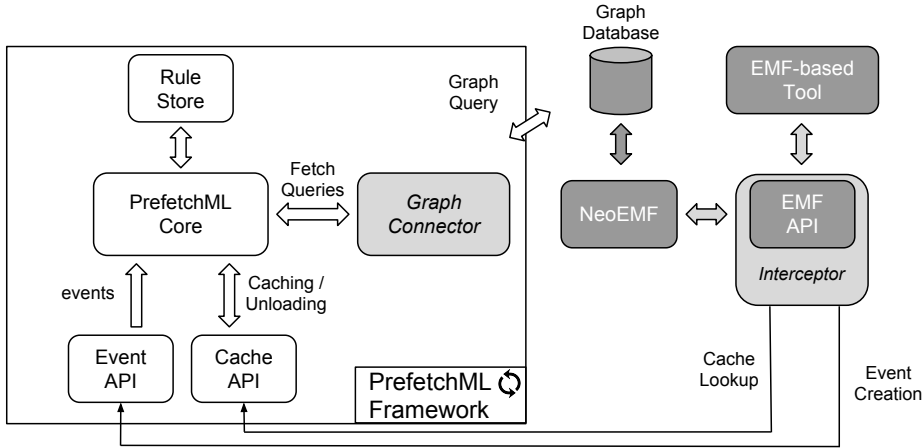 Graph
Database
Rule
Store
Graph
Query
EMF-based
Tool
Fetch
Queries
PrefetchML
Core
Graph
Connector
NeoEMF
EMF
API
Interceptor
events
Caching /
Unloading
Event
API
Cache
API
PrefetchML
Framework
Cache
Lookup
Event
Creation